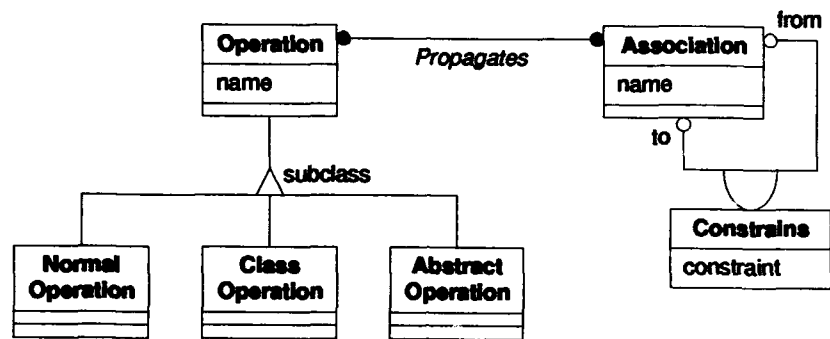 Operation
name
Propagates
Association
name
from
to
subclass
Constrains
constraint
Normal
Operation
Class
Operation
Abstract
Operation